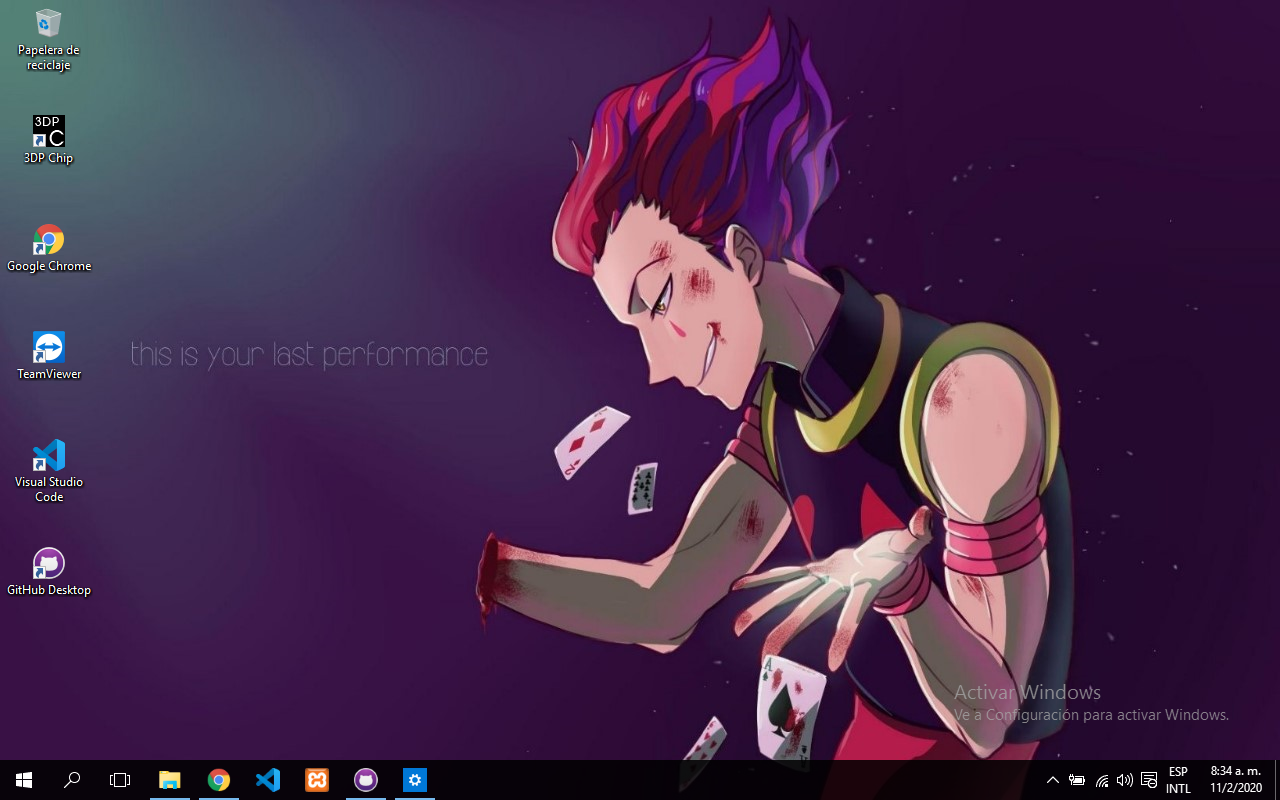 Papelera de
reciclaje
3DP
C
3DP Chip
Google Chrome
TeamViewer
Visual Studio
Code
GitHub Desktop
this is your last performance
2
A
Activar Windows
Ve a Configuración para activar Windows.
ESP
INTL
8:34 a. m.
11/2/2020